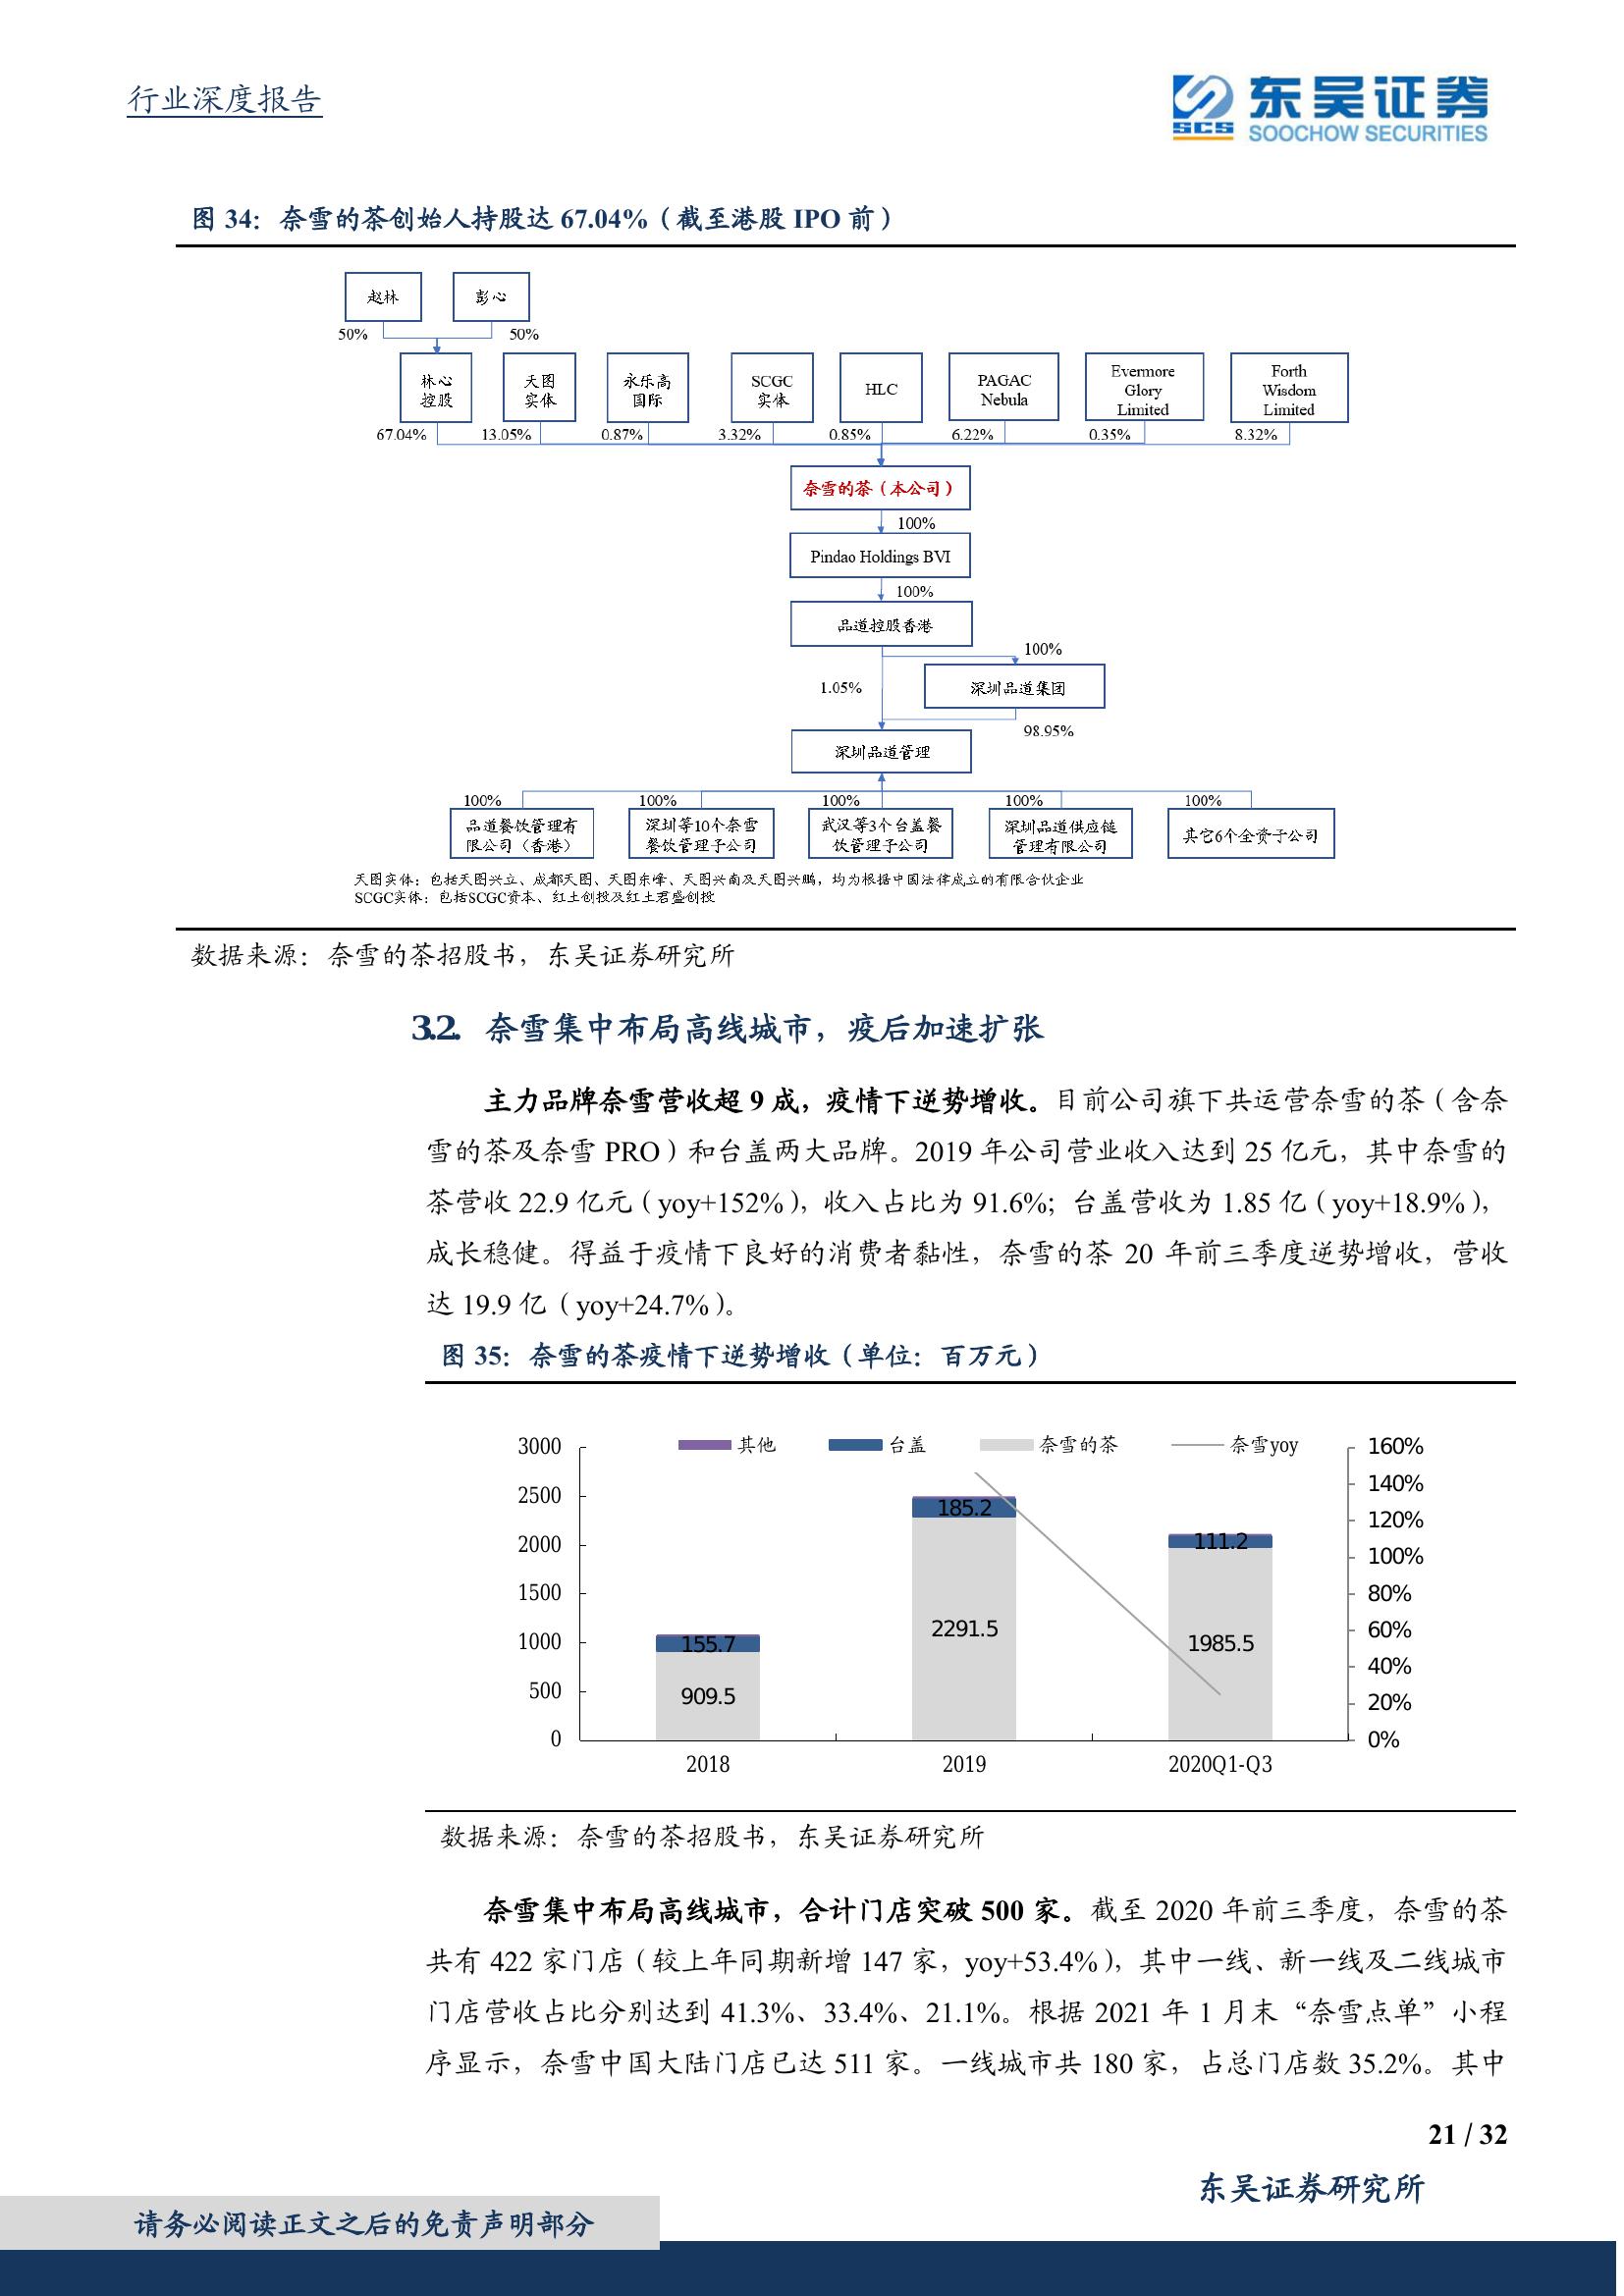 行业深度报告
SCS
东吴证券
SOOCHOW SECURITIES
图 34：奈雪的茶创始人持股达 67.04%（截至港股 IPO 前）
赵林
彭心
50%
50%
林心
控股
天图
实体
永乐高
国际
SCGC
实体
HLC
PAGAC
Nebula
Evermore
Glory
Limited
Forth
Wisdom
Limited
67.04%
13.05%
0.87%
3.32%
0.85%
6.22%
0.35%
8.32%
奈雪的茶（本公司）
100%
Pindao Holdings BVI
100%
品道控股香港
100%
1.05%
深圳品道集团
98.95%
深圳品道管理
100%
100%
100%
100%
100%
品道餐饮管理有
限公司（香港）
深圳等10个奈雪
餐饮管理子公司
武汉等3个台盖餐
饮管理子公司
深圳品道供应链
管理有限公司
其它6个全资子公司
天图实体：包括天图兴立、成都天图、天图东峰、天图兴南及天图兴鹏，均为根据中国法律成立的有限合伙企业
SCGC实体：包括SCGC资本、红土创投及红土君盛创投
数据来源：奈雪的茶招股书，东吴证券研究所
3.2. 奈雪集中布局高线城市，疫后加速扩张
主力品牌奈雪营收超 9 成，疫情下逆势增收。目前公司旗下共运营奈雪的茶（含奈
雪的茶及奈雪 PRO）和台盖两大品牌。2019 年公司营业收入达到 25 亿元，其中奈雪的
茶营收 22.9 亿元（yoy+152%），收入占比为 91.6%；台盖营收为 1.85 亿（yoy+18.9%），
成长稳健。得益于疫情下良好的消费者黏性，奈雪的茶 20 年前三季度逆势增收，营收
达 19.9 亿（yoy+24.7%）。
图 35：奈雪的茶疫情下逆势增收（单位：百万元）
其他
台盖
奈雪的茶
奈雪yoy
3000
2500
2000
1500
1000
500
0
160%
140%
120%
100%
80%
60%
40%
20%
0%
155.7
909.5
185.2
2291.5
111.2
1985.5
2018
2019
2020Q1-Q3
数据来源：奈雪的茶招股书，东吴证券研究所
奈雪集中布局高线城市，合计门店突破 500 家。截至 2020 年前三季度，奈雪的茶
共有 422 家门店（较上年同期新增 147 家，yoy+53.4%），其中一线、新一线及二线城市
门店营收占比分别达到 41.3%、33.4%、21.1%。根据 2021 年 1 月末“奈雪点单”小程
序显示，奈雪中国大陆门店已达 511 家。一线城市共 180 家，占总门店数 35.2%。其中
21 / 32
东吴证券研究所
请务必阅读正文之后的免责声明部分